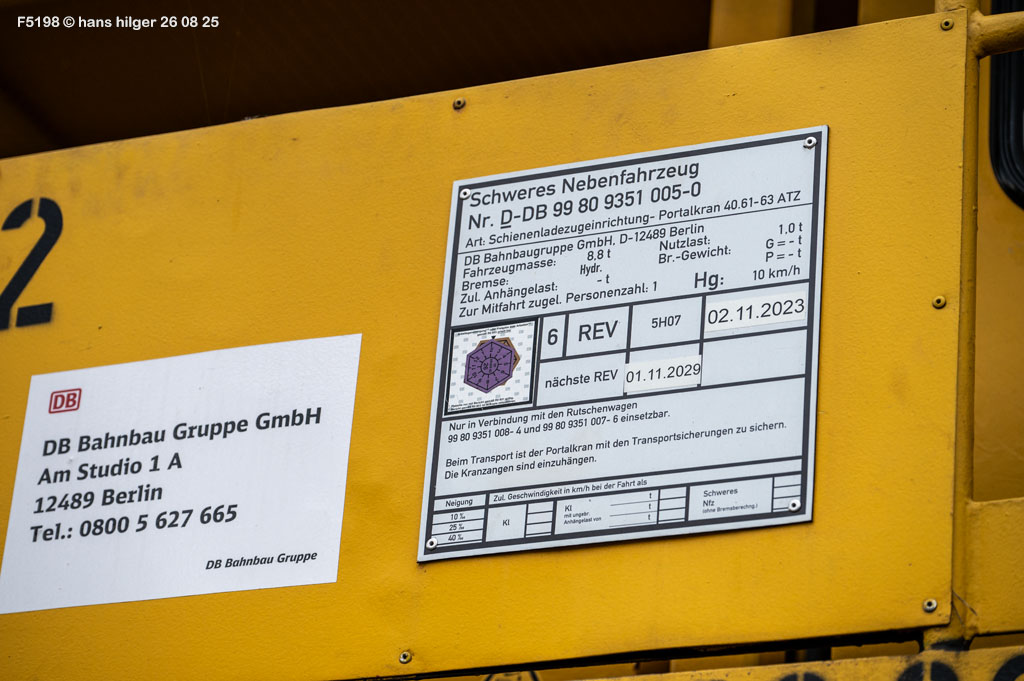 F5198 © hans hilger 26 08 25
2
DB
DB Bahnbau Gruppe GmbH
Am Studio 1 A
12489 Berlin
Tel.: 0800 5 627 665
DB Bahnbau Gruppe
Schweres Nebenfahrzeug
Nr. D-DB 99 80 9351 005-0
Art: Schienenladezugeinrichtung- Portalkran 40.61-63 ATZ
DB Bahnbaugruppe GmbH, D-12489 Berlin
Fahrzeugmasse: 8,8 t Nutzlast: 1,0 t
Bremse: Hydr. Br.-Gewicht: G = - t
Zul. Anhängelast: - t P = - t
Zur Mitfahrt zugel. Personenzahl: 1 Hg: 10 km/h
6 REV 5H07 02.11.2023
nächste REV 01.11.2029
Nur in Verbindung mit den Rutschenwagen
99 80 9351 008- 4 und 99 80 9351 007- 6 einsetzbar.
Beim Transport ist der Portalkran mit den Transportsicherungen zu sichern.
Die Kranzangen sind einzuhängen.
Neigung Zul. Geschwindigkeit in km/h bei der Fahrt als
10 ‰
25 ‰
40 ‰
Kl
Kl t
mit ungebr. t
Anhängelast von t
Schweres
Nfz
(ohne Bremsberechng.)